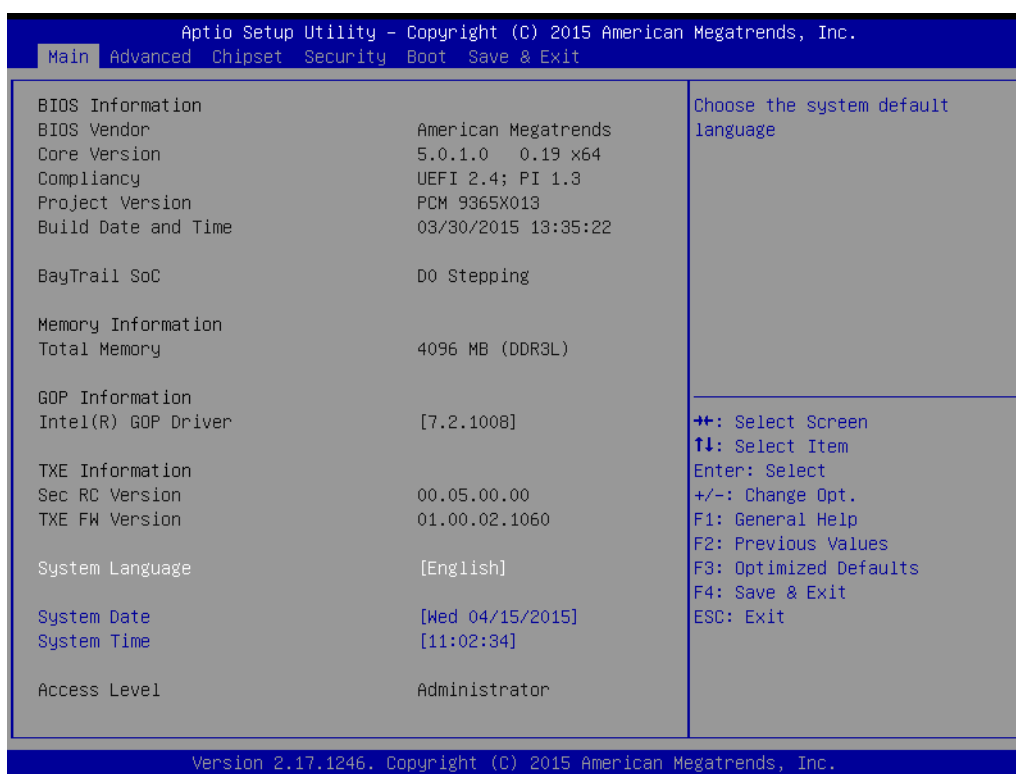 Aptio Setup Utility – Copyright (C) 2015 American Megatrends, Inc.
Main Advanced Chipset Security Boot Save & Exit
BIOS Information
BIOS Vendor American Megatrends
Core Version 5.0.1.0 0.19 x64
Compliancy UEFI 2.4; PI 1.3
Project Version PCM 9365X013
Build Date and Time 03/30/2015 13:35:22
BayTrail SoC D0 Stepping
Memory Information
Total Memory 4096 MB (DDR3L)
GOP Information
Intel(R) GOP Driver [7.2.1008]
TXE Information
Sec RC Version 00.05.00.00
TXE FW Version 01.00.02.1060
System Language [English]
System Date [Wed 04/15/2015]
System Time [11:02:34]
Access Level Administrator
Choose the system default
language
→←: Select Screen
↑↓: Select Item
Enter: Select
+/-: Change Opt.
F1: General Help
F2: Previous Values
F3: Optimized Defaults
F4: Save & Exit
ESC: Exit
Version 2.17.1246. Copyright (C) 2015 American Megatrends, Inc.